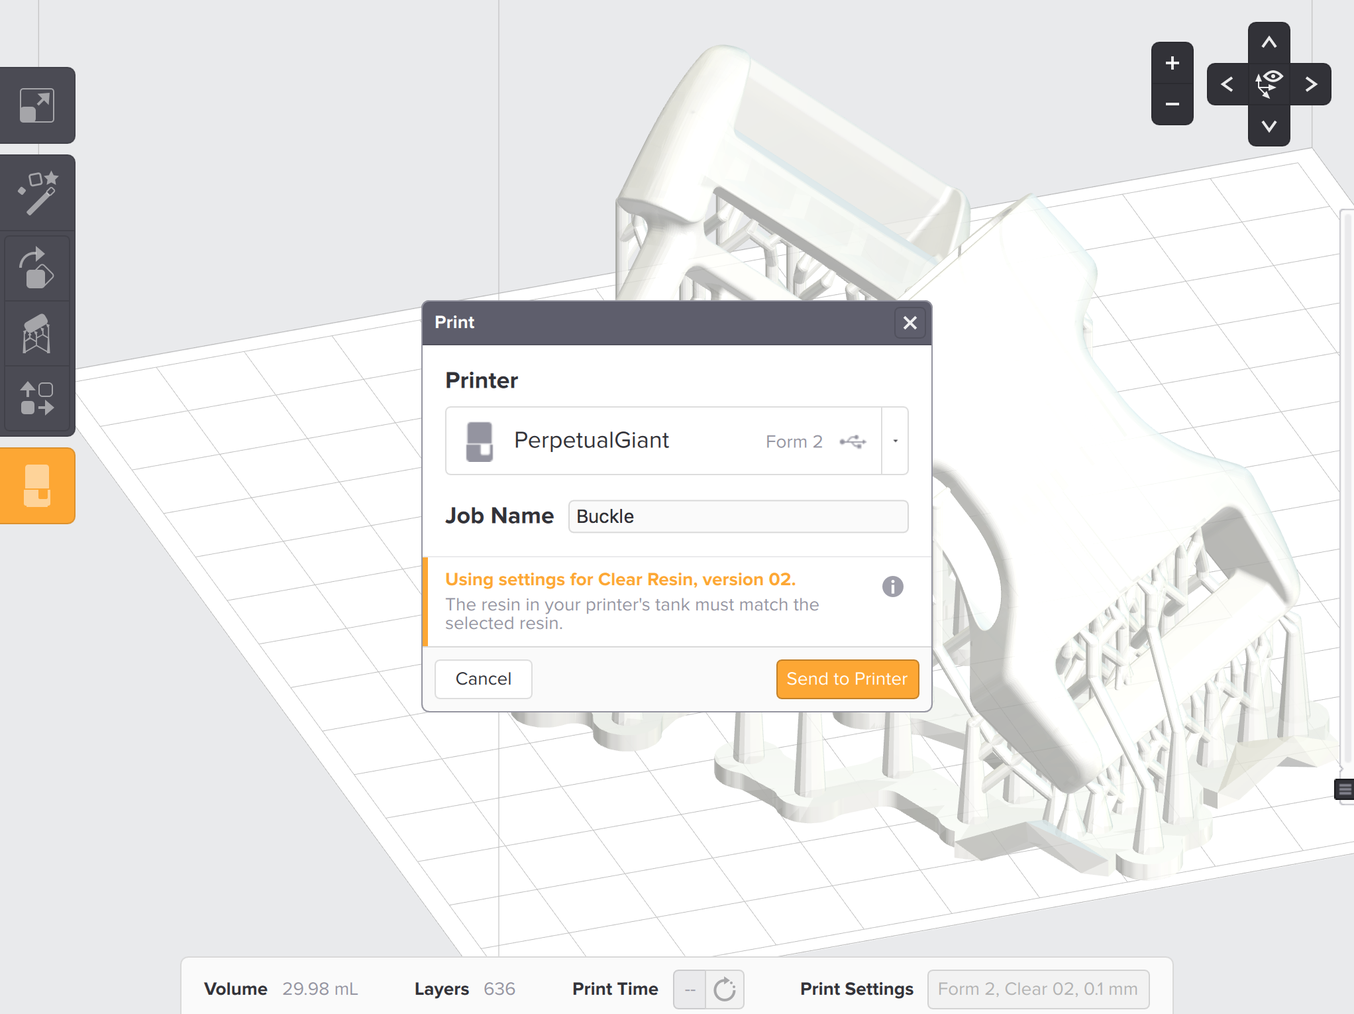 Print
Printer
PerpetualGiant Form 2
Job Name Buckle
Using settings for Clear Resin, version 02.
The resin in your printer's tank must match the
selected resin.
Cancel Send to Printer
Volume 29.98 mL Layers 636 Print Time -- Print Settings Form 2, Clear 02, 0.1 mm